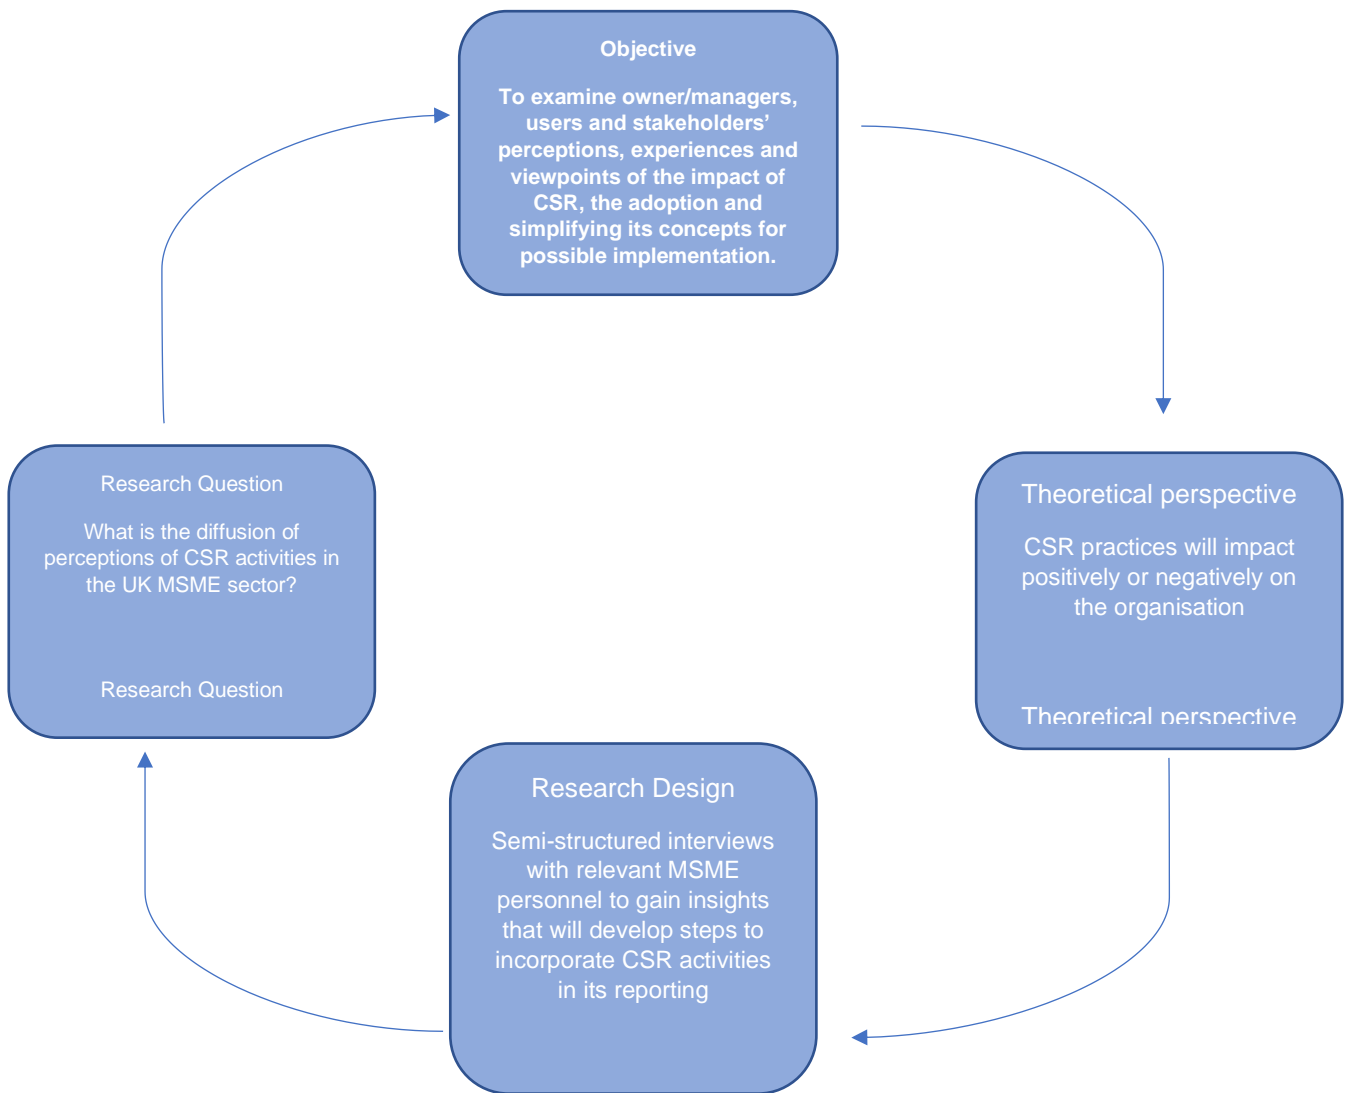 Objective
To examine owner/managers,
users and stakeholders’
perceptions, experiences and
viewpoints of the impact of
CSR, the adoption and
simplifying its concepts for
possible implementation.
Research Question
What is the diffusion of
perceptions of CSR activities in
the UK MSME sector?
Research Question
Theoretical perspective
CSR practices will impact
positively or negatively on
the organisation
Theoretical perspective
Research Design
Semi-structured interviews
with relevant MSME
personnel to gain insights
that will develop steps to
incorporate CSR activities
in its reporting